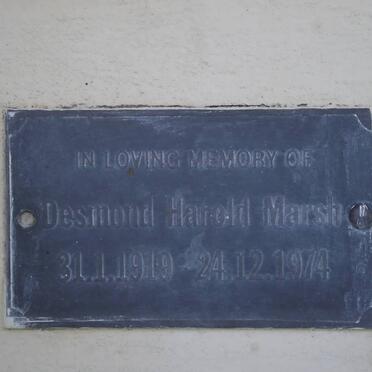 IN LOVING MEMORY OF
Desmond Harold Marsh
31.1.1919 24.12.1974